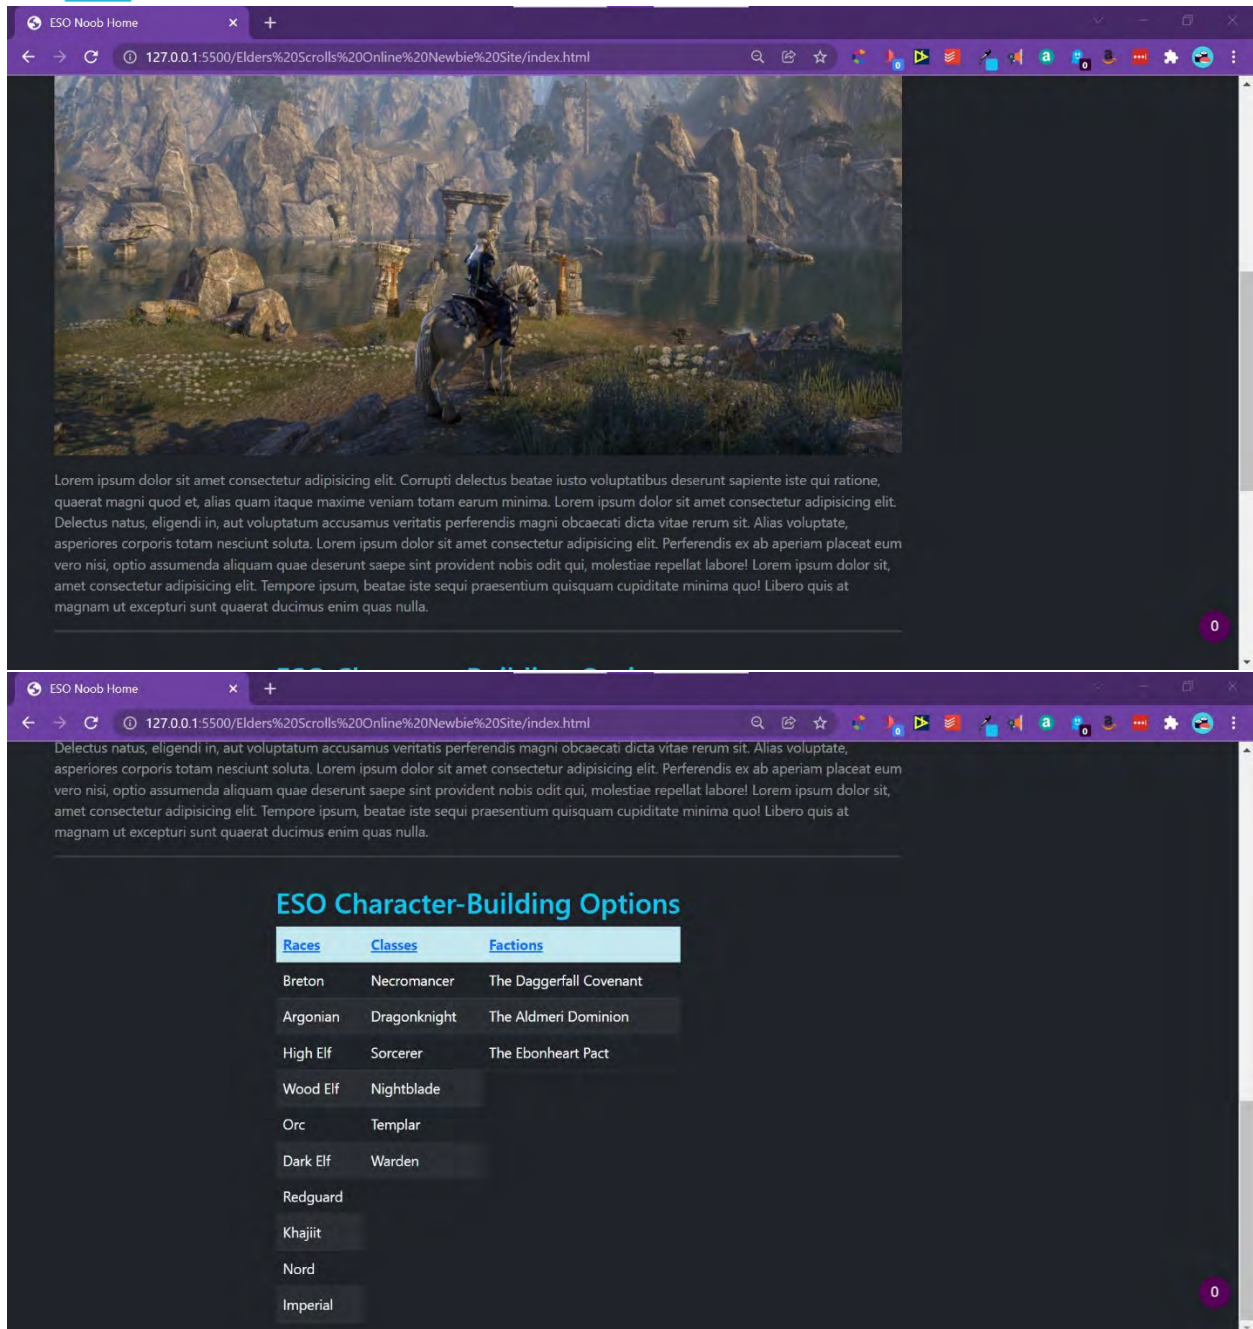 ESO Noob Home
127.0.0.1:5500/Elders%20Scrolls%20Online%20Newbie%20Site/index.html
Lorem ipsum dolor sit amet consectetur adipisicing elit. Corrupti delectus beatae iusto voluptatibus deserunt sapiente iste qui ratione,
quaerat magni quod et, alias quam itaque maxime veniam totam earum minima. Lorem ipsum dolor sit amet consectetur adipisicing elit.
Delectus natus, eligendi in, aut voluptatum accusamus veritatis perferendis magni obcaecati dicta vitae rerum sit. Alias voluptate,
asperiores corporis totam nesciunt soluta. Lorem ipsum dolor sit amet consectetur adipisicing elit. Perferendis ex ab aperiam placeat eum
vero nisi, optio assumenda aliquam quae deserunt saepe sint provident nobis odit qui, molestiae repellat labore! Lorem ipsum dolor sit,
amet consectetur adipisicing elit. Tempore ipsum, beatae iste sequi praesentium quisquam cupiditate minima quo! Libero quis at
magnam ut excepturi sunt quaerat ducimus enim quas nulla.
0
ESO Noob Home
127.0.0.1:5500/Elders%20Scrolls%20Online%20Newbie%20Site/index.html
Delectus natus, eligendi in, aut voluptatum accusamus veritatis perferendis magni obcaecati dicta vitae rerum sit. Alias voluptate,
asperiores corporis totam nesciunt soluta. Lorem ipsum dolor sit amet consectetur adipisicing elit. Perferendis ex ab aperiam placeat eum
vero nisi, optio assumenda aliquam quae deserunt saepe sint provident nobis odit qui, molestiae repellat labore! Lorem ipsum dolor sit,
amet consectetur adipisicing elit. Tempore ipsum, beatae iste sequi praesentium quisquam cupiditate minima quo! Libero quis at
magnam ut excepturi sunt quaerat ducimus enim quas nulla.
ESO Character-Building Options
Races Classes Factions
Breton Necromancer The Daggerfall Covenant
Argonian Dragonknight The Aldmeri Dominion
High Elf Sorcerer The Ebonheart Pact
Wood Elf Nightblade
Orc Templar
Dark Elf Warden
Redguard
Khajiit
Nord
Imperial
0